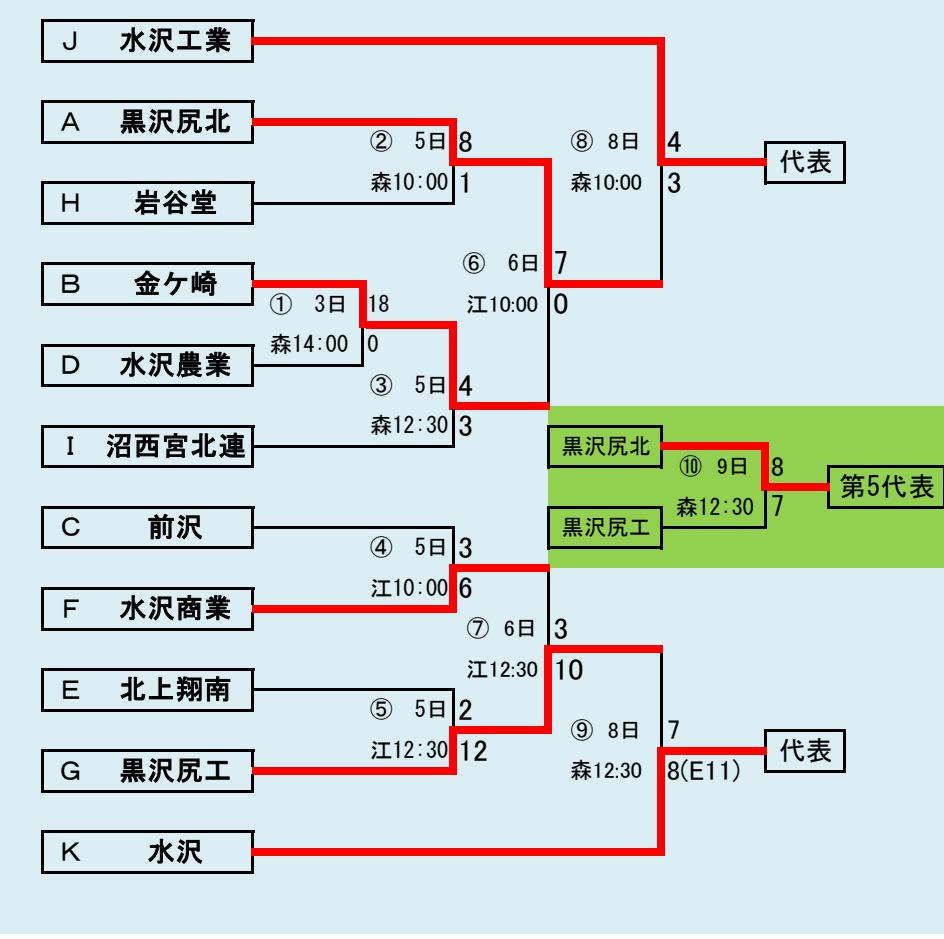 J 水沢工業
A 黒沢尻北
② 5日 8
⑧ 8日 4
代表
森10:00 1
森10:00 3
H 岩谷堂
⑥ 6日 7
B 金ケ崎
① 3日 18
江10:00 0
森14:00 0
D 水沢農業
③ 5日 4
森12:30 3
I 沼西宮北連
黒沢尻北
⑩ 9日 8
第5代表
森12:30 7
C 前沢
黒沢尻工
④ 5日 3
江10:00 6
F 水沢商業
⑦ 6日 3
江12:30 10
E 北上翔南
⑤ 5日 2
⑨ 8日 7
江12:30 12
代表
G 黒沢尻工
森12:30 8(E11)
K 水沢